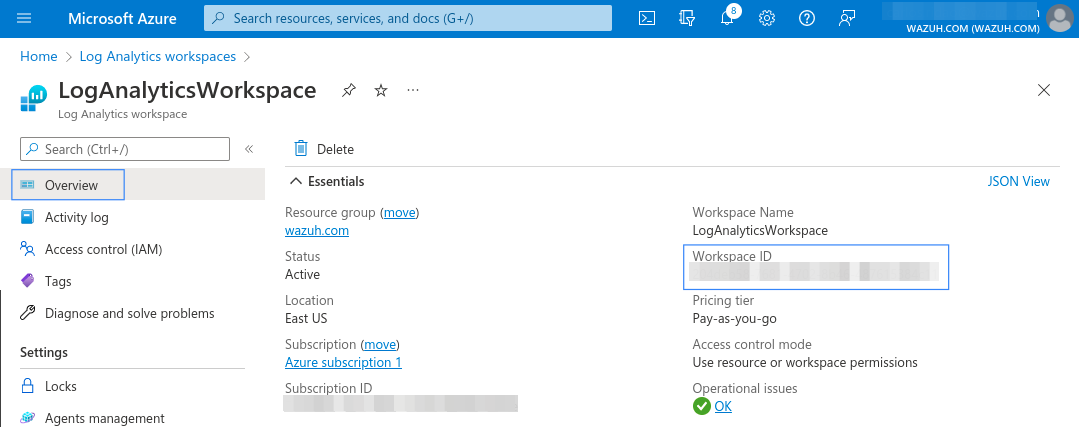 Microsoft Azure
Search resources, services, and docs (G+/)
8
WAZUH.COM (WAZUH.COM)
Home > Log Analytics workspaces >
LogAnalyticsWorkspace
Log Analytics workspace
Search (Ctrl+/)
Overview
Activity log
Access control (IAM)
Tags
Diagnose and solve problems
Settings
Locks
Agents management
Delete
Essentials
JSON View
Resource group (move)
wazuh.com
Status
Active
Location
East US
Subscription (move)
Azure subscription 1
Subscription ID
Workspace Name
LogAnalyticsWorkspace
Workspace ID
Pricing tier
Pay-as-you-go
Access control mode
Use resource or workspace permissions
Operational issues
OK